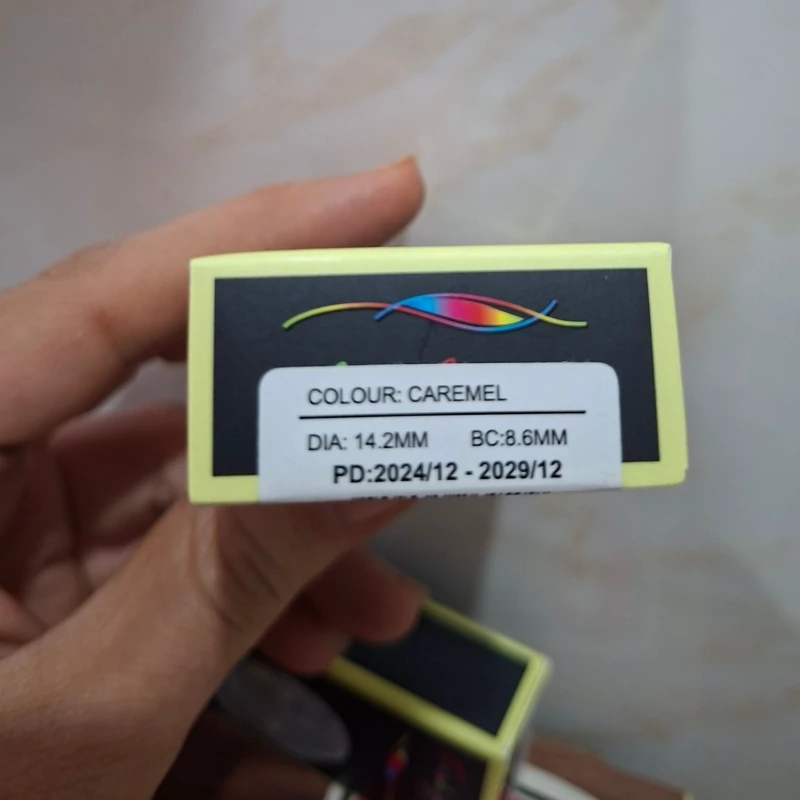 COLOUR: CAREMEL
DIA: 14.2MM BC:8.6MM
PD:2024/12 - 2029/12